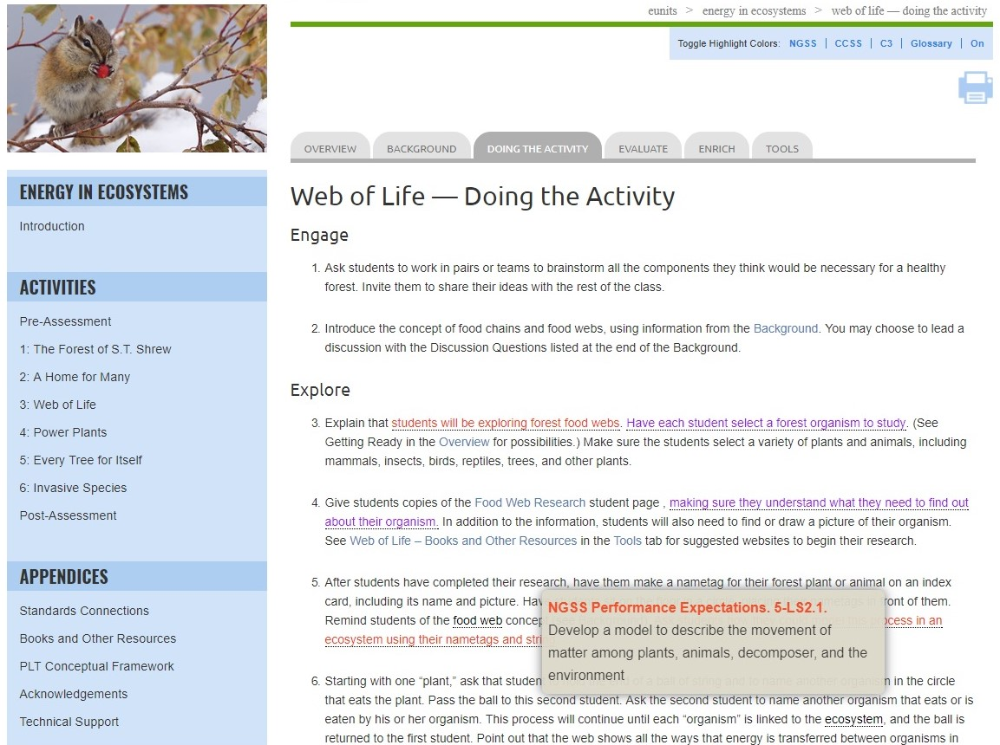 eunits > energy in ecosystems > web of life — doing the activity
Toggle Highlight Colors: NGSS | CCSS | C3 | Glossary | On
OVERVIEW
BACKGROUND
DOING THE ACTIVITY
EVALUATE
ENRICH
TOOLS
ENERGY IN ECOSYSTEMS
Introduction
ACTIVITIES
Pre-Assessment
1: The Forest of S.T. Shrew
2: A Home for Many
3: Web of Life
4: Power Plants
5: Every Tree for Itself
6: Invasive Species
Post-Assessment
APPENDICES
Standards Connections
Books and Other Resources
PLT Conceptual Framework
Acknowledgements
Technical Support
Web of Life — Doing the Activity
Engage
1. Ask students to work in pairs or teams to brainstorm all the components they think would be necessary for a healthy
forest. Invite them to share their ideas with the rest of the class.
2. Introduce the concept of food chains and food webs, using information from the Background. You may choose to lead a
discussion with the Discussion Questions listed at the end of the Background.
Explore
3. Explain that students will be exploring forest food webs. Have each student select a forest organism to study. (See
Getting Ready in the Overview for possibilities.) Make sure the students select a variety of plants and animals, including
mammals, insects, birds, reptiles, trees, and other plants.
4. Give students copies of the Food Web Research student page , making sure they understand what they need to find out
about their organism. In addition to the information, students will also need to find or draw a picture of their organism.
See Web of Life – Books and Other Resources in the Tools tab for suggested websites to begin their research.
5. After students have completed their research, have them make a nametag for their forest plant or animal on an index
card, including its name and picture. front of them.
Remind students of the food web process in an
ecosystem using their nametags and
NGSS Performance Expectations. 5-LS2.1.
Develop a model to describe the movement of
matter among plants, animals, decomposer, and the
environment
6. Starting with one “plant,” ask that student to hold the end of a ball of string and to name another organism in the circle
that eats the plant. Pass the ball to this second student. Ask the second student to name another organism that eats or is
eaten by his or her organism. This process will continue until each “organism” is linked to the ecosystem, and the ball is
returned to the first student. Point out that the web shows all the ways that energy is transferred between organisms in